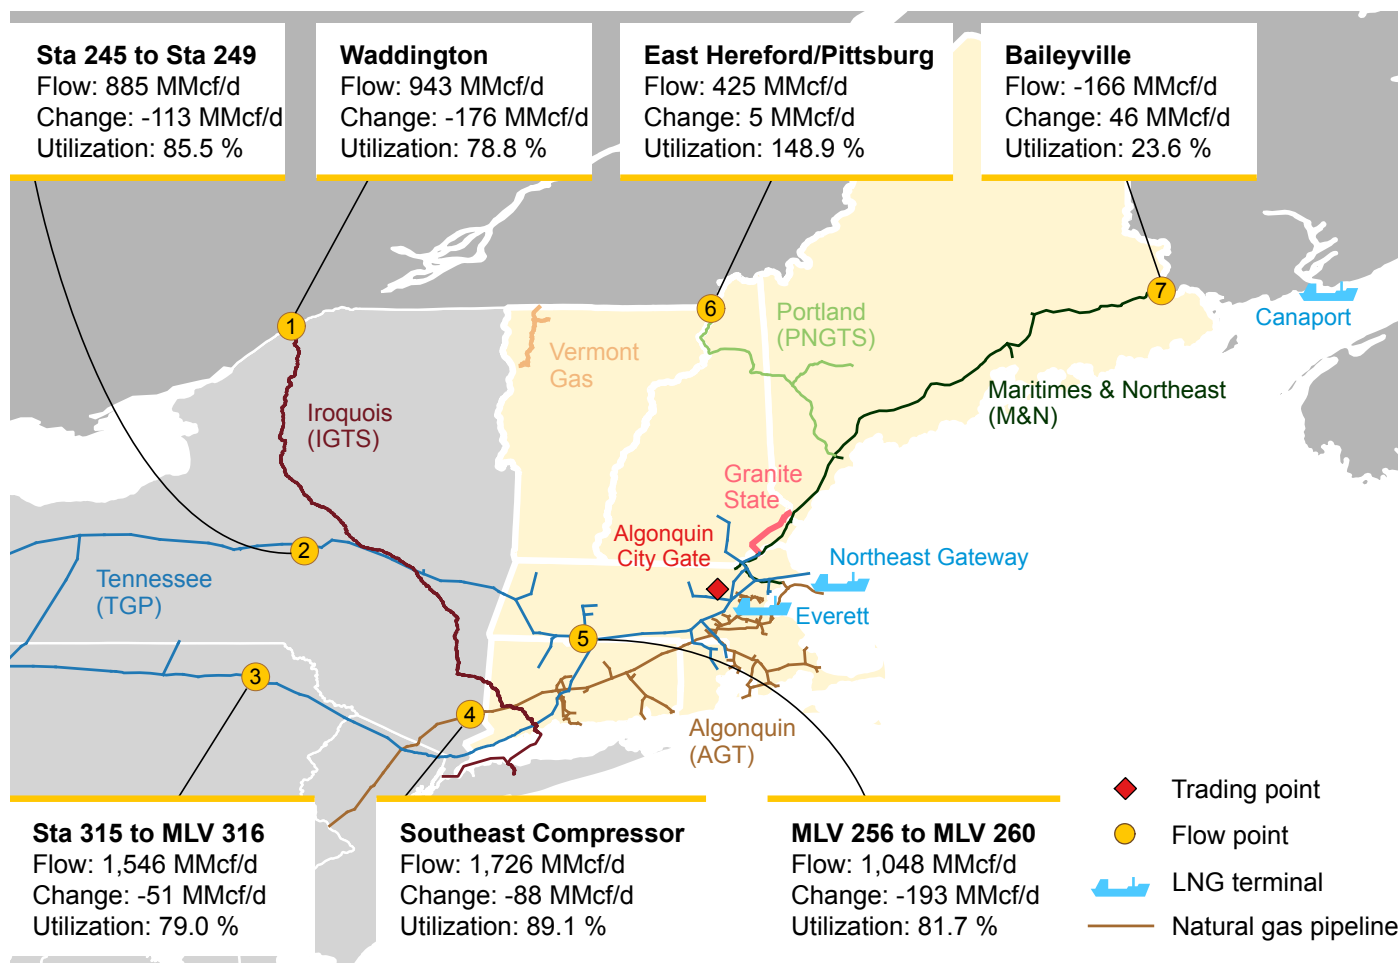 Sta 245 to Sta 249
Flow: 885 MMcf/d
Change: -113 MMcf/d
Utilization: 85.5 %
Waddington
Flow: 943 MMcf/d
Change: -176 MMcf/d
Utilization: 78.8 %
East Hereford/Pittsburg
Flow: 425 MMcf/d
Change: 5 MMcf/d
Utilization: 148.9 %
Baileyville
Flow: -166 MMcf/d
Change: 46 MMcf/d
Utilization: 23.6 %
1
2
3
4
5
6
7
Vermont
Gas
Portland
(PNGTS)
Canaport
Iroquois
(IGTS)
Maritimes & Northeast
(M&N)
Granite
State
Algonquin
City Gate
Northeast Gateway
Everett
Tennessee
(TGP)
Algonquin
(AGT)
Sta 315 to MLV 316
Flow: 1,546 MMcf/d
Change: -51 MMcf/d
Utilization: 79.0 %
Southeast Compressor
Flow: 1,726 MMcf/d
Change: -88 MMcf/d
Utilization: 89.1 %
MLV 256 to MLV 260
Flow: 1,048 MMcf/d
Change: -193 MMcf/d
Utilization: 81.7 %
Trading point
Flow point
LNG terminal
Natural gas pipeline